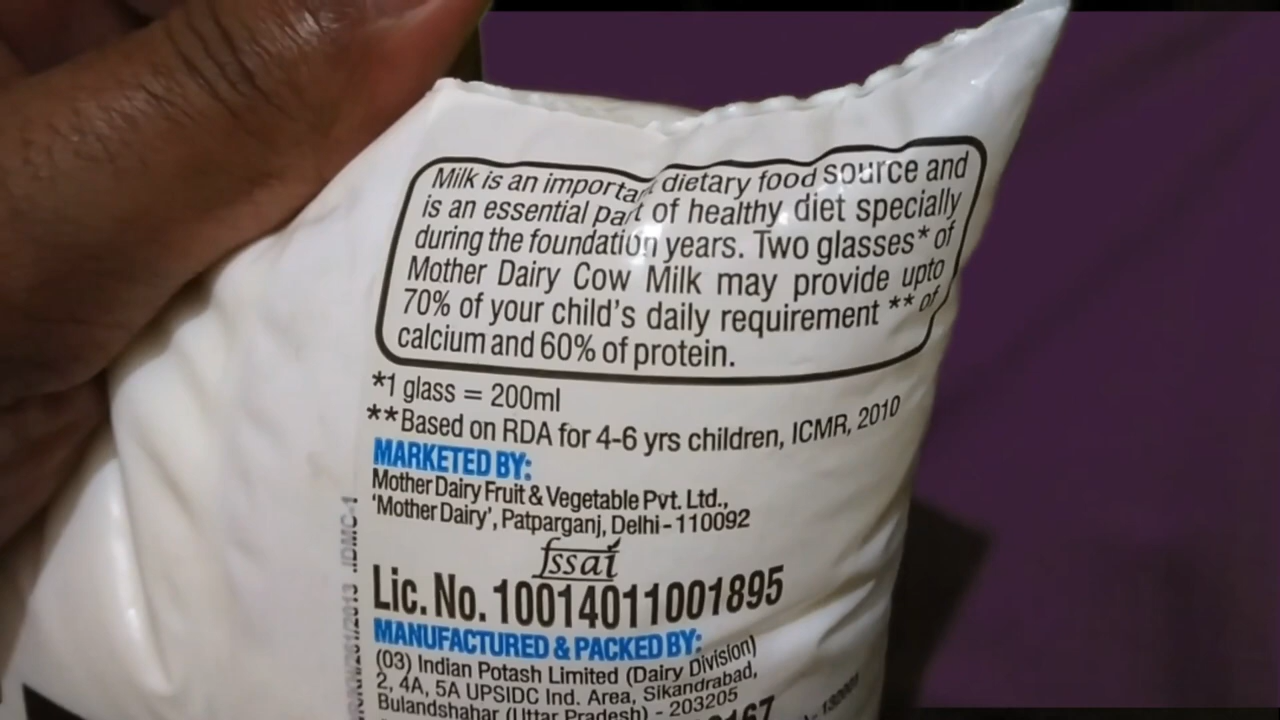 Milk is an important dietary food source and
is an essential part of healthy diet specially
during the foundation years. Two glasses* of
Mother Dairy Cow Milk may provide upto
70% of your child's daily requirement ** of
calcium and 60% of protein.
*1 glass = 200ml
**Based on RDA for 4-6 yrs children, ICMR, 2010
MARKETED BY:
Mother Dairy Fruit & Vegetable Pvt. Ltd.,
'Mother Dairy', Patparganj, Delhi - 110092
fssai
Lic. No. 10014011001895
MANUFACTURED & PACKED BY:
(03) Indian Potash Limited (Dairy Division)
2, 4A, 5A UPSIDC Ind. Area, Sikandrabad,
Bulandshahar (Uttar Pradesh) - 203205